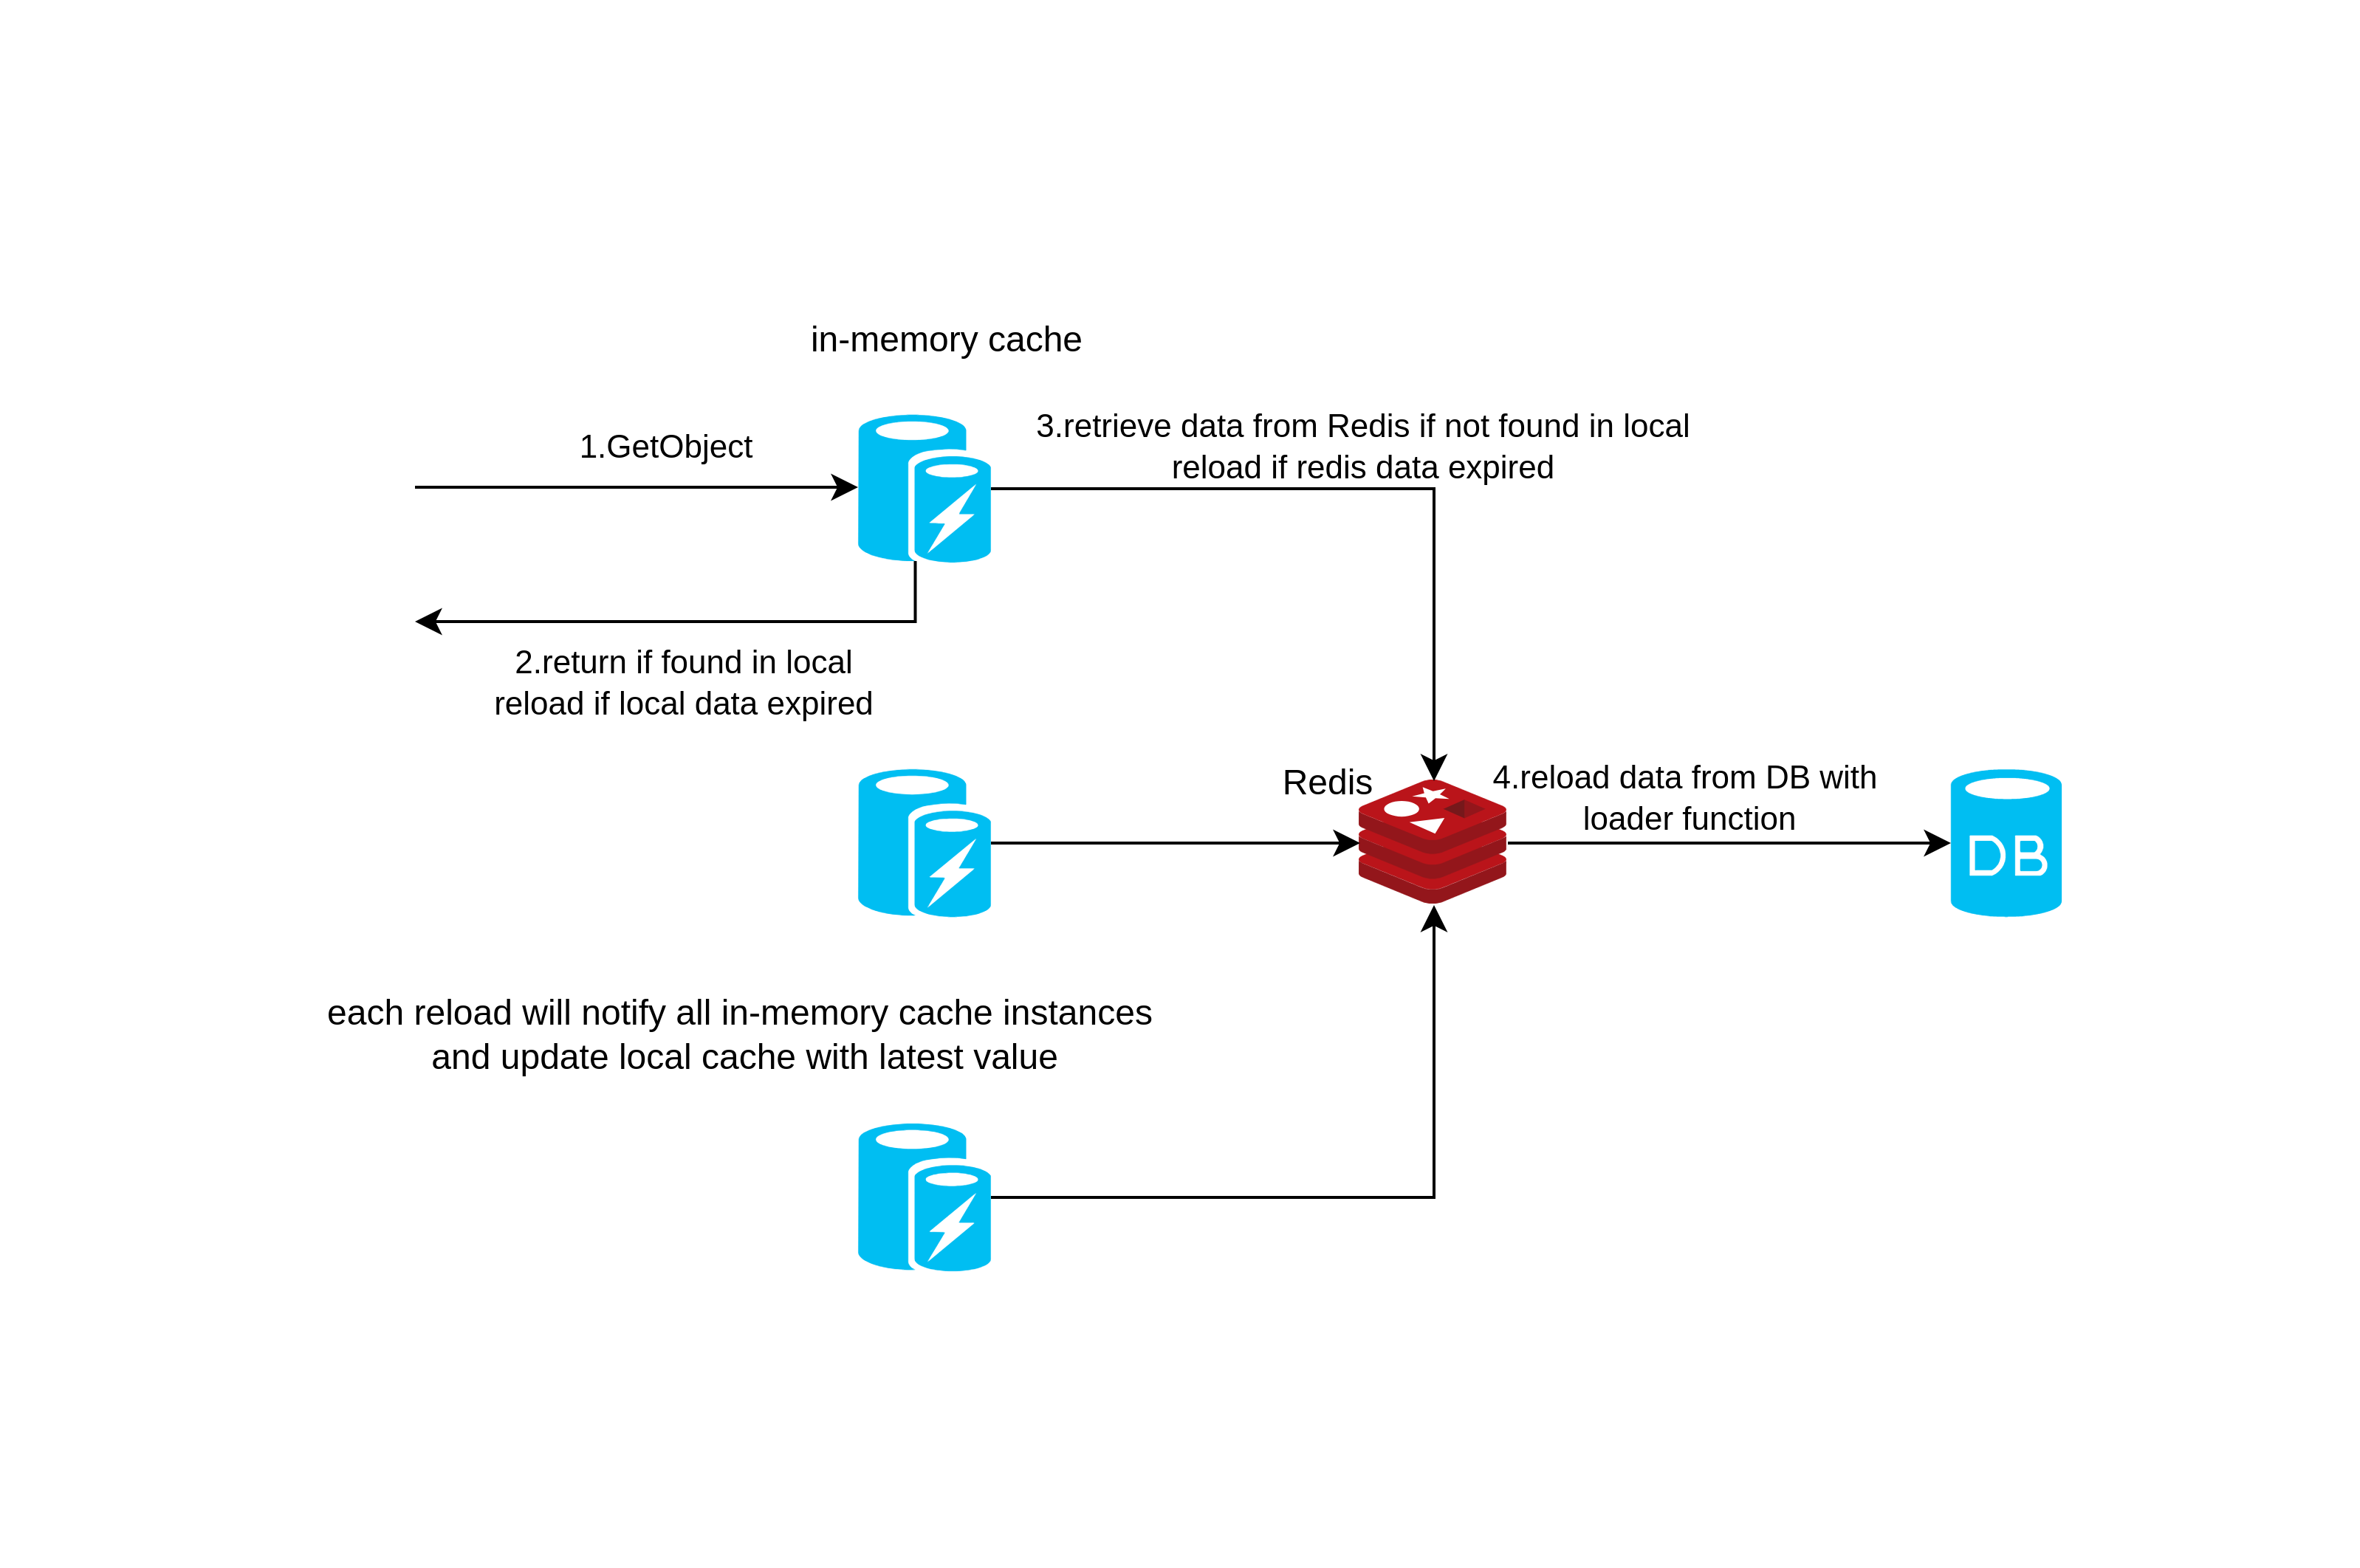 in-memory cache
1.GetObject
3.retrieve data from Redis if not found in local
reload if redis data expired
2.return if found in local
reload if local data expired
Redis
4.reload data from DB with
loader function
DB
each reload will notify all in-memory cache instances
and update local cache with latest value